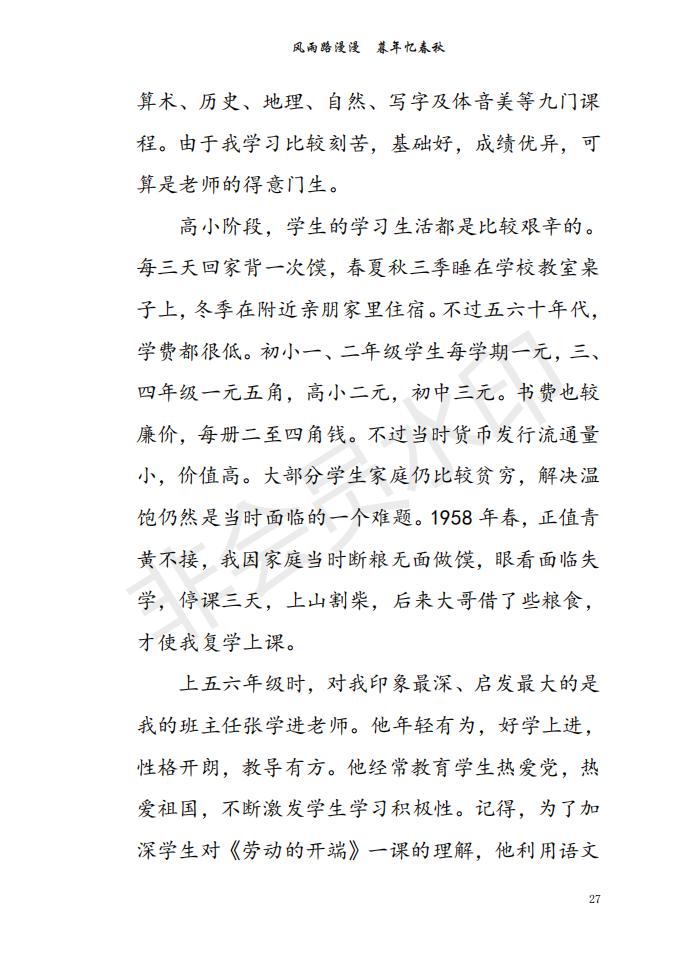 风雨路漫漫　暮年忆春秋
算术、历史、地理、自然、写字及体音美等九门课
程。由于我学习比较刻苦，基础好，成绩优异，可
算是老师的得意门生。
高小阶段，学生的学习生活都是比较艰辛的。
每三天回家背一次馍，春夏秋三季睡在学校教室桌
子上，冬季在附近亲朋家里住宿。不过五六十年代，
学费都很低。初小一、二年级学生每学期一元，三、
四年级一元五角，高小二元，初中三元。书费也较
廉价，每册二至四角钱。不过当时货币发行流通量
小，价值高。大部分学生家庭仍比较贫穷，解决温
饱仍然是当时面临的一个难题。1958 年春，正值青
黄不接，我因家庭当时断粮无面做馍，眼看面临失
学，停课三天，上山割柴，后来大哥借了些粮食，
才使我复学上课。
上五六年级时，对我印象最深、启发最大的是
我的班主任张学进老师。他年轻有为，好学上进，
性格开朗，教导有方。他经常教育学生热爱党，热
爱祖国，不断激发学生学习积极性。记得，为了加
深学生对《劳动的开端》一课的理解，他利用语文
27
非会员水印